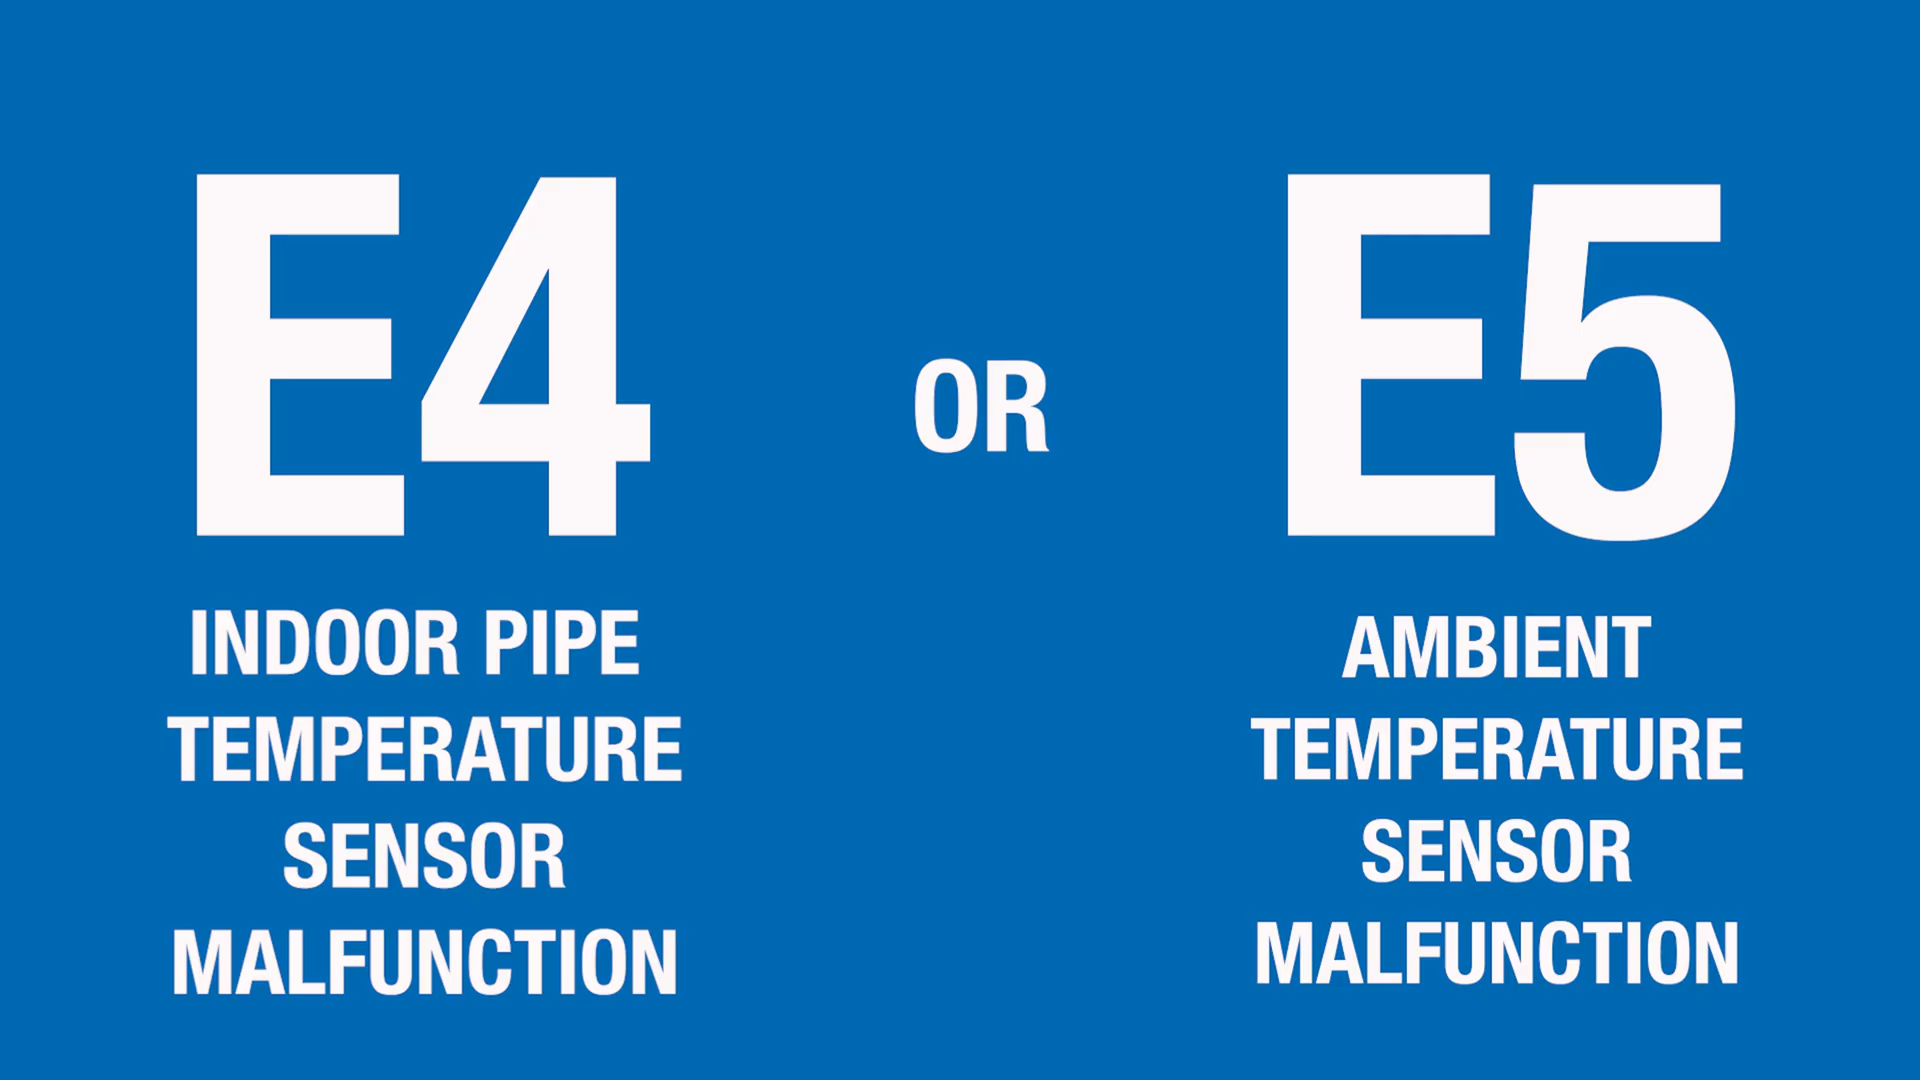 E4
OR
E5
INDOOR PIPE
TEMPERATURE
SENSOR
MALFUNCTION
AMBIENT
TEMPERATURE
SENSOR
MALFUNCTION